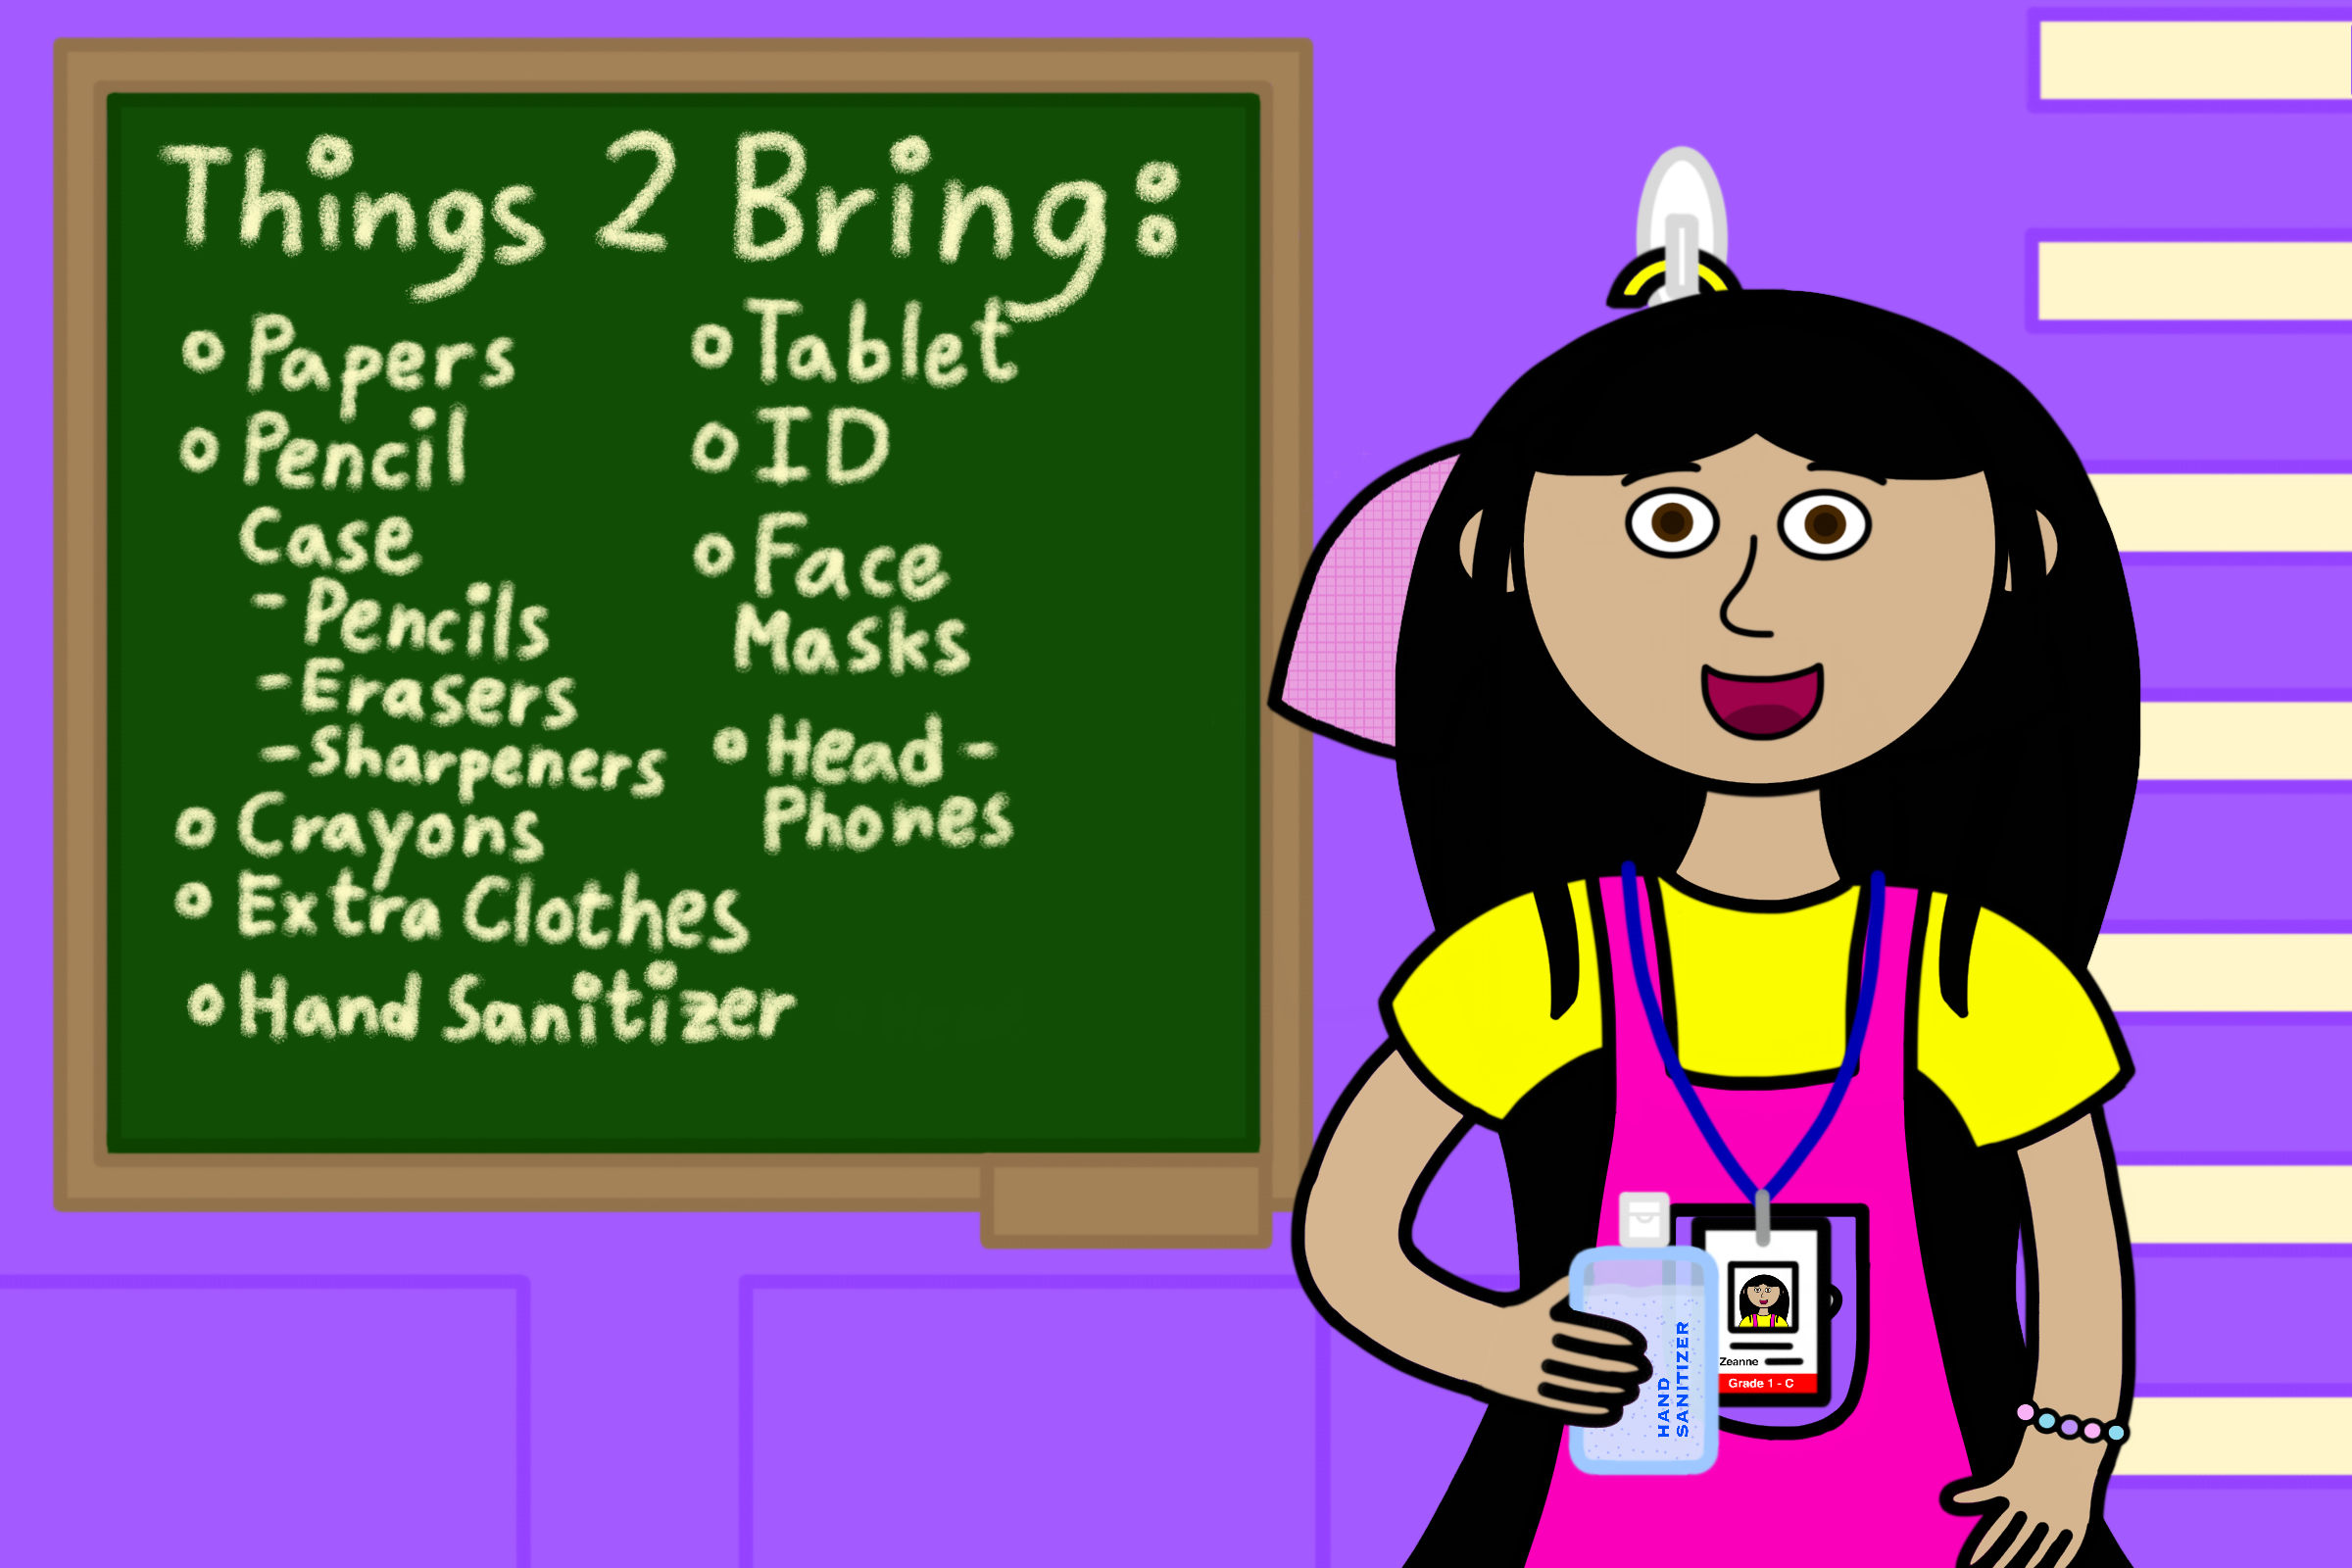 Things 2 Bring:
o Papers
o Pencil
Case
- Pencils
- Erasers
- Sharpeners
o Crayons
o Extra Clothes
o Hand Sanitizer
o Tablet
o ID
o Face
Masks
o Head-
Phones
HAND
SANITIZER
Zeanne
Grade 1 - C